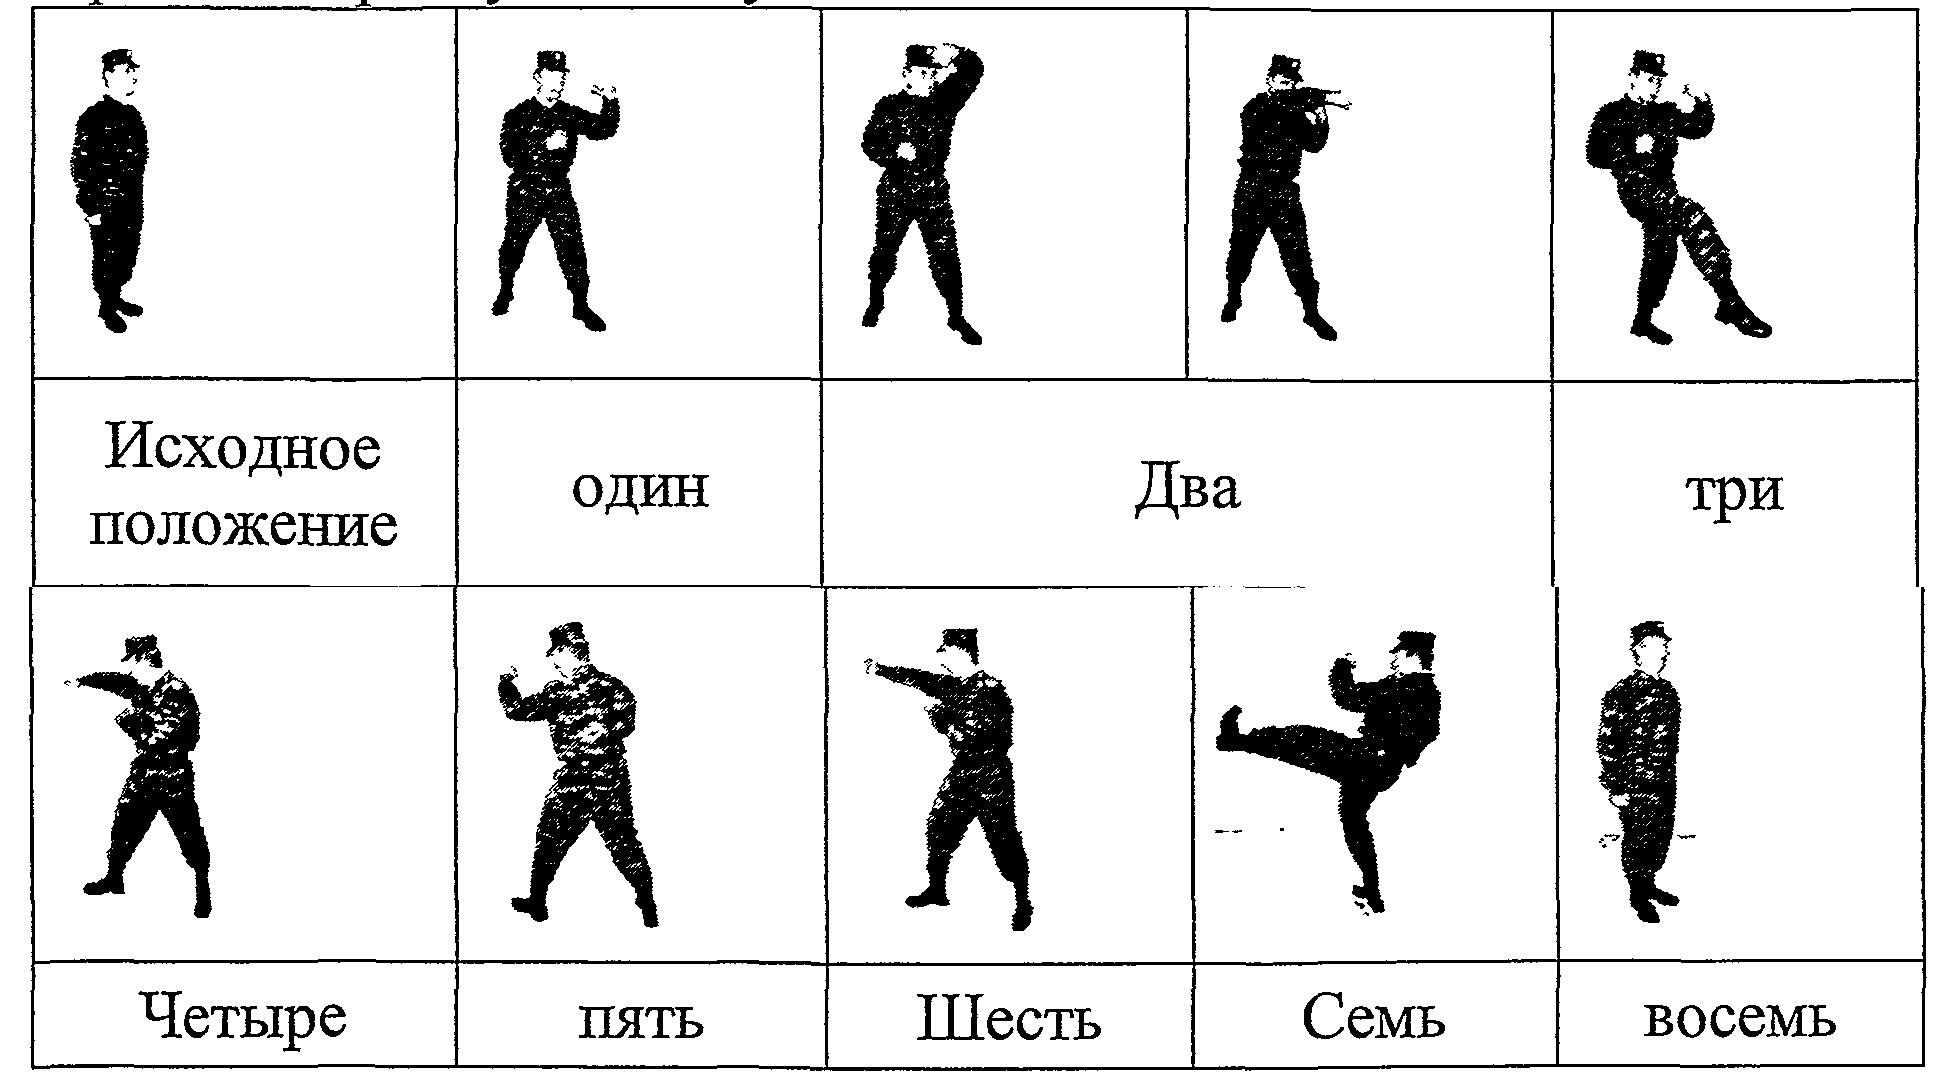 Исходное
положение
один
Два
три
Четыре
пять
Шесть
Семь
восемь